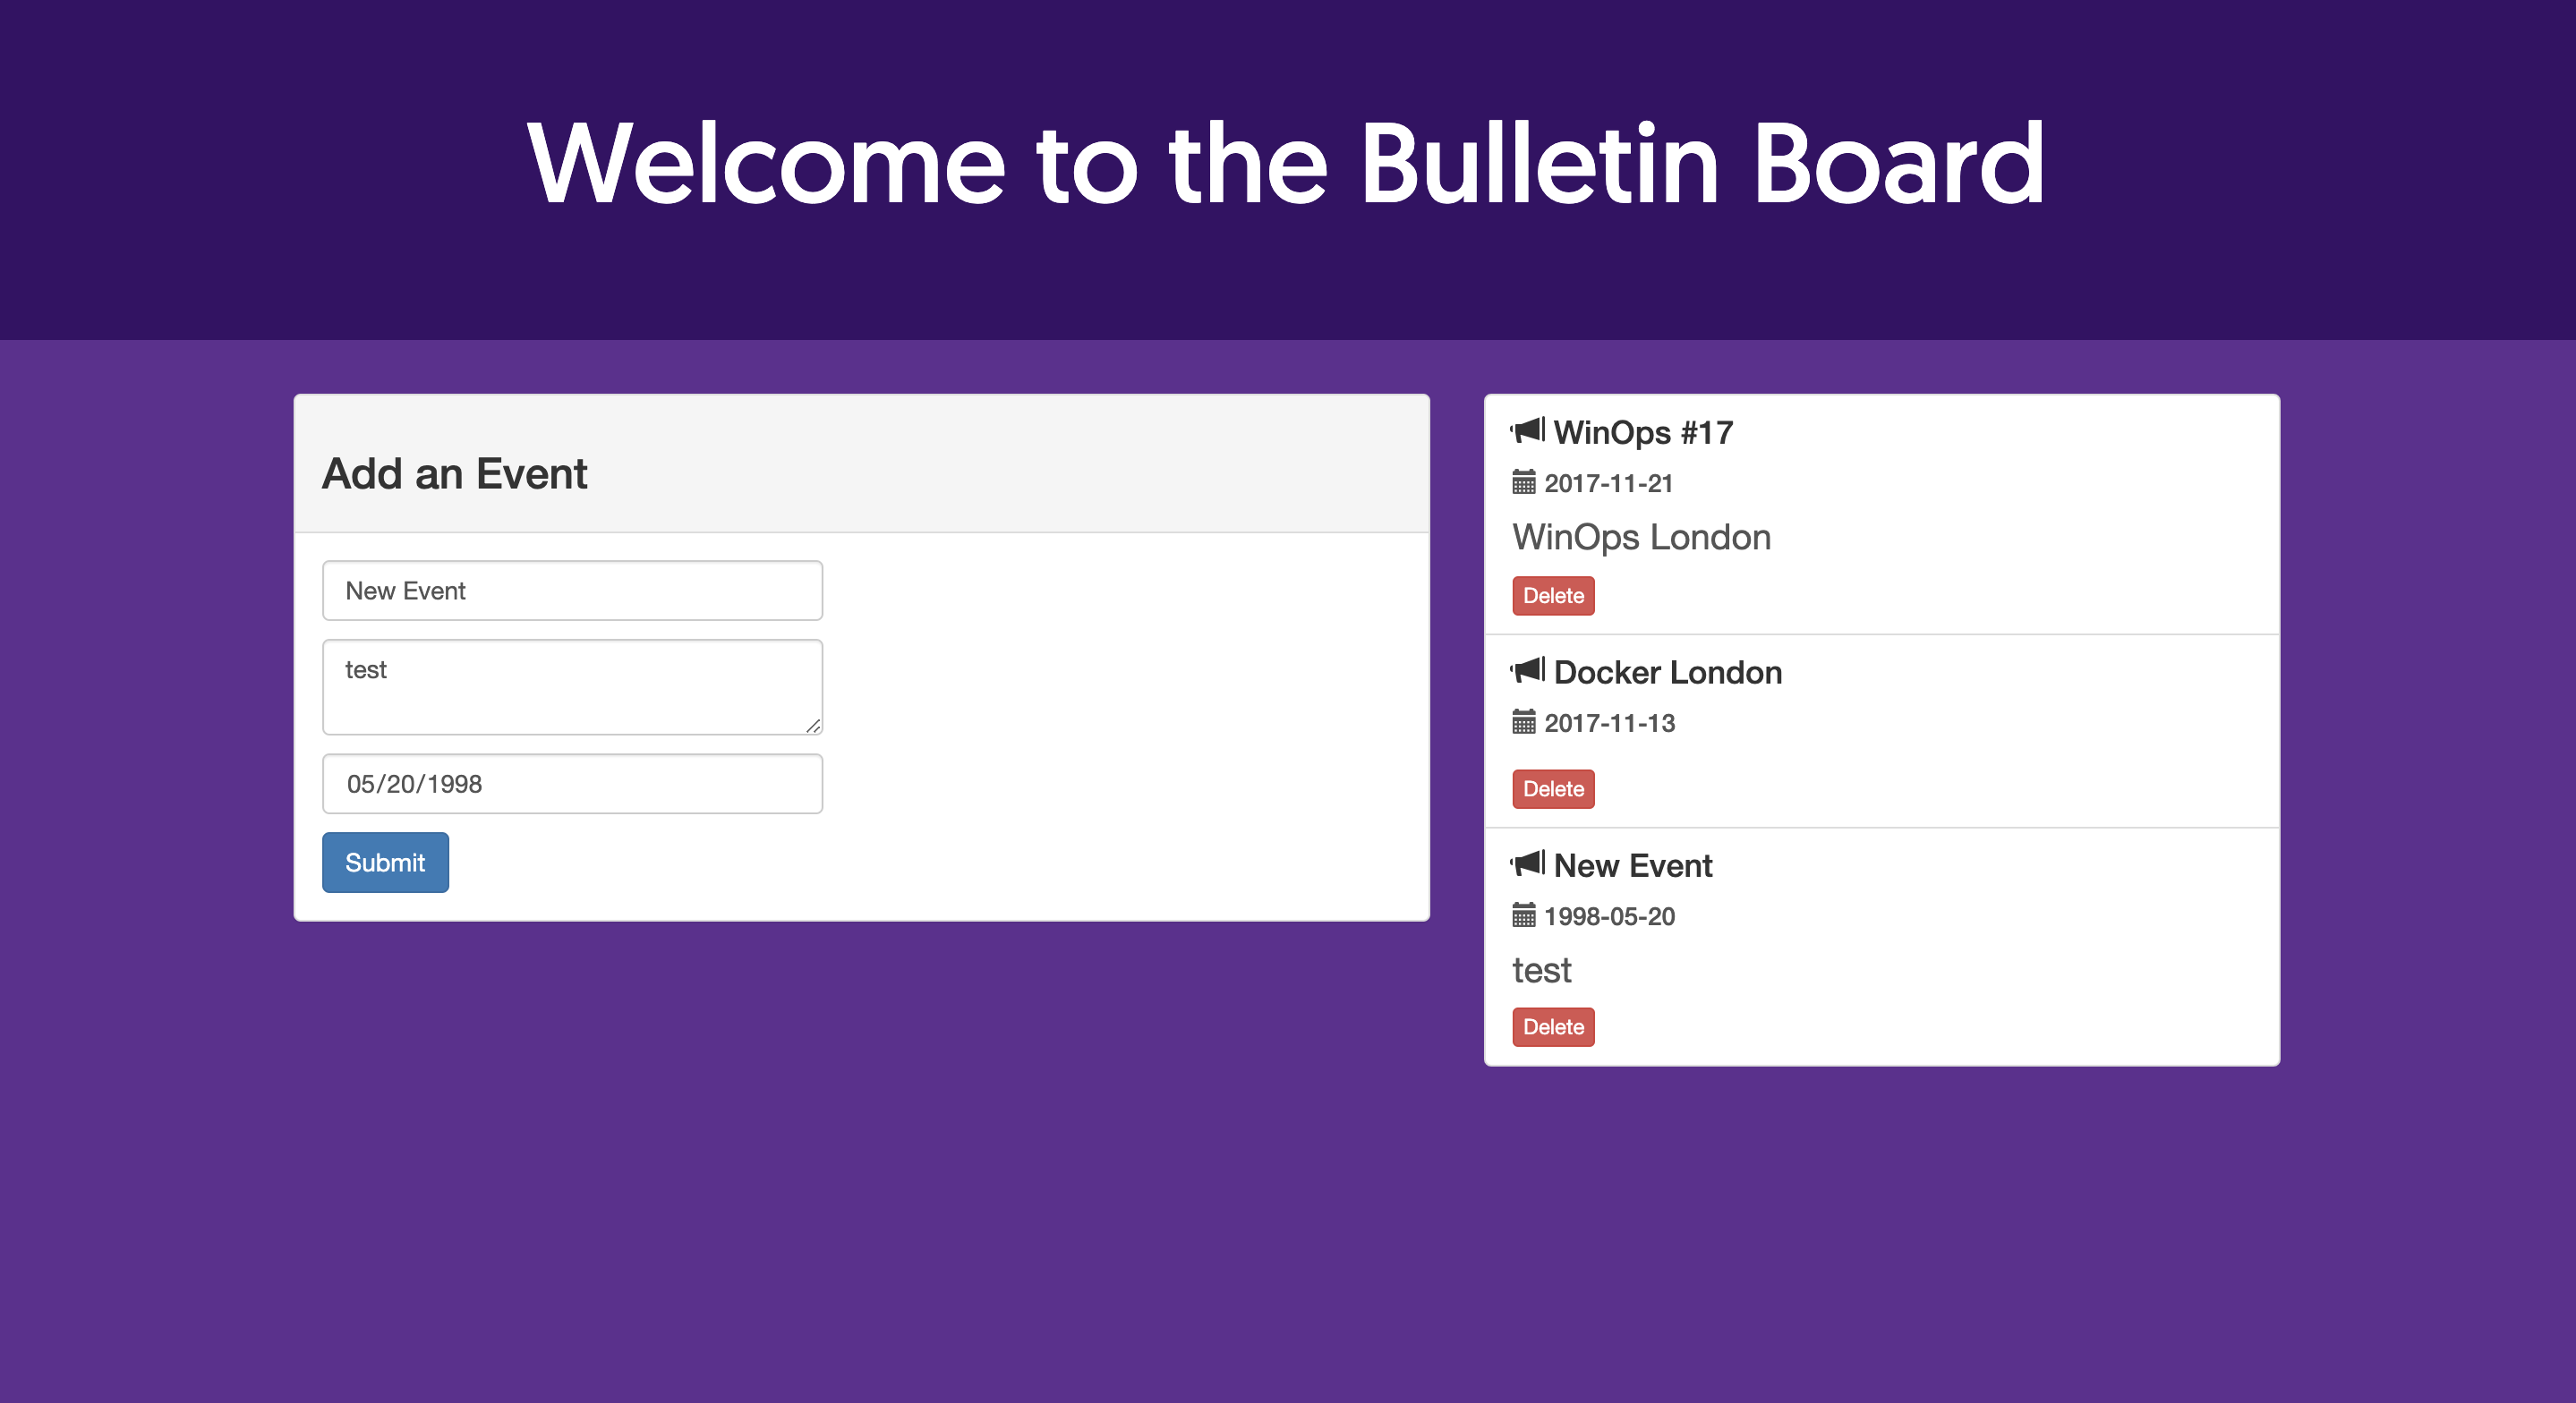 Welcome to the Bulletin Board
Add an Event
New Event
test
05/20/1998
Submit
WinOps #17
2017-11-21
WinOps London
Delete
Docker London
2017-11-13
Delete
New Event
1998-05-20
test
Delete